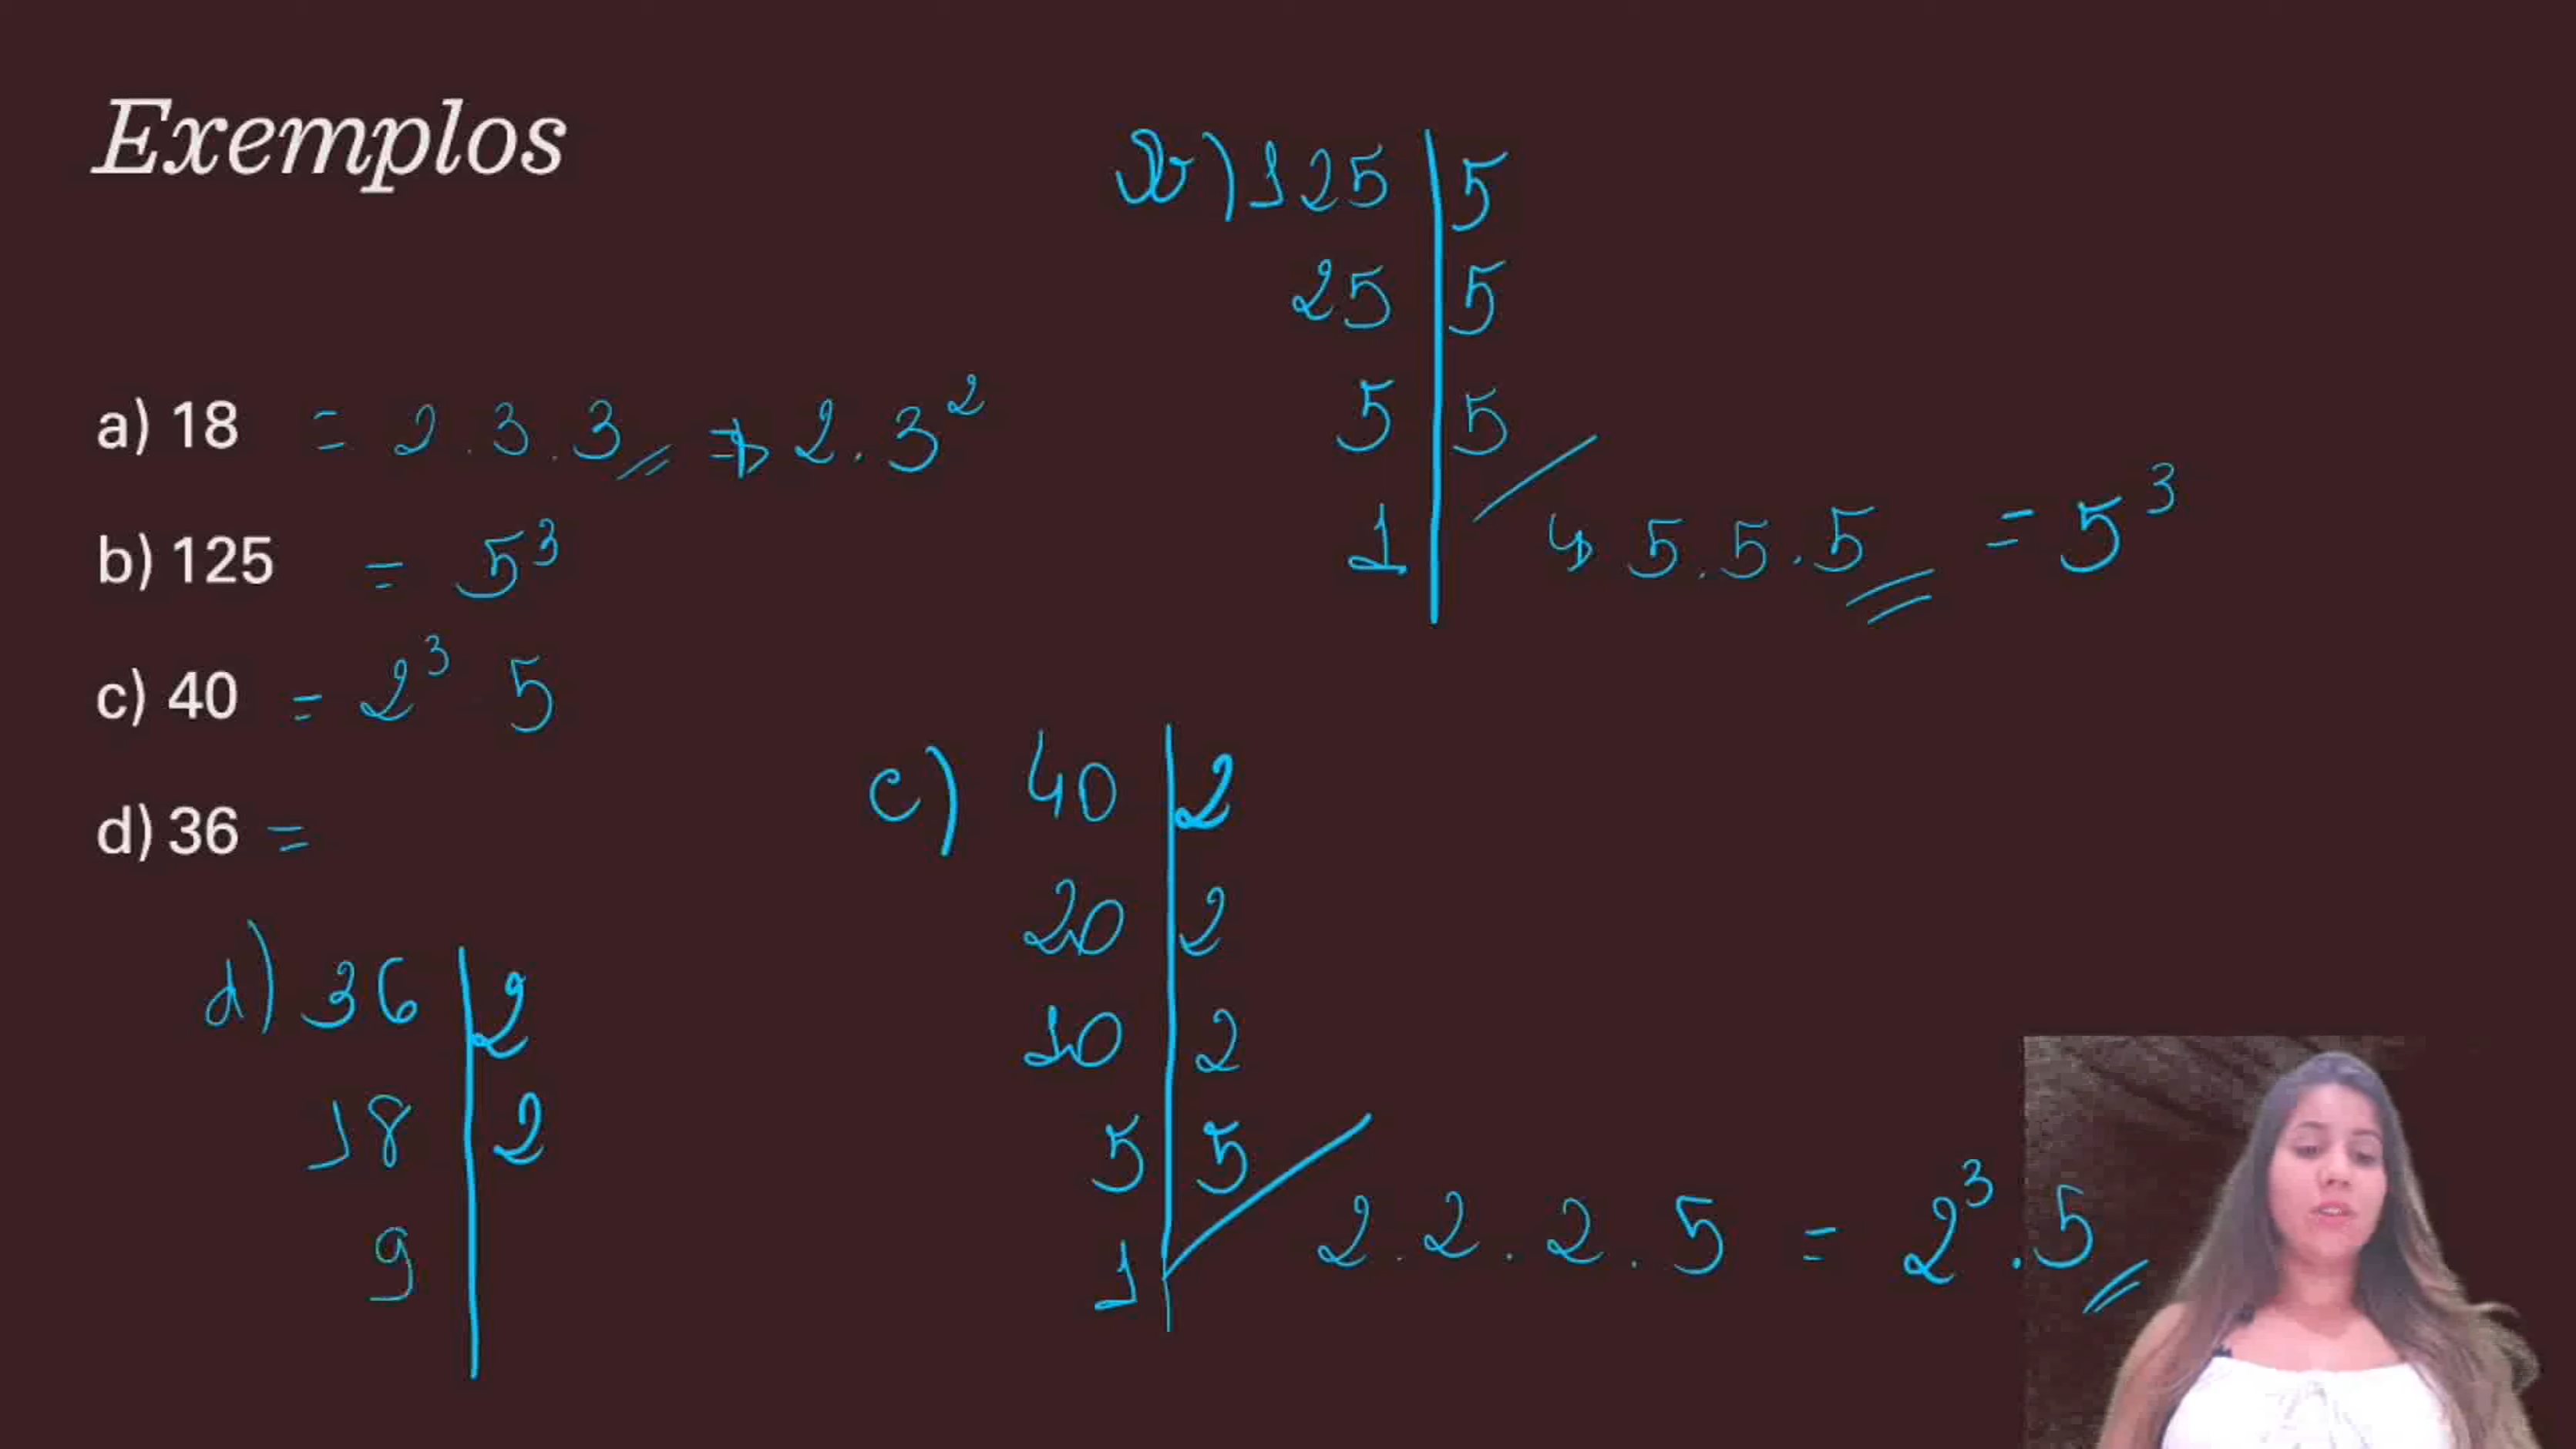 Exemplos
a) 18 = 2 . 3 . 3 ⇒ 2 . 3²
b) 125 = 5³
c) 40 = 2³ 5
d) 36 =
b) 125 | 5
25 | 5
5 | 5
1 ↳ 5 . 5 . 5 = 5³
c) 40 | 2
20 | 2
10 | 2
5 | 5
1 2 . 2 . 2 . 5 = 2³ . 5
d) 36 | 2
18 | 2
9